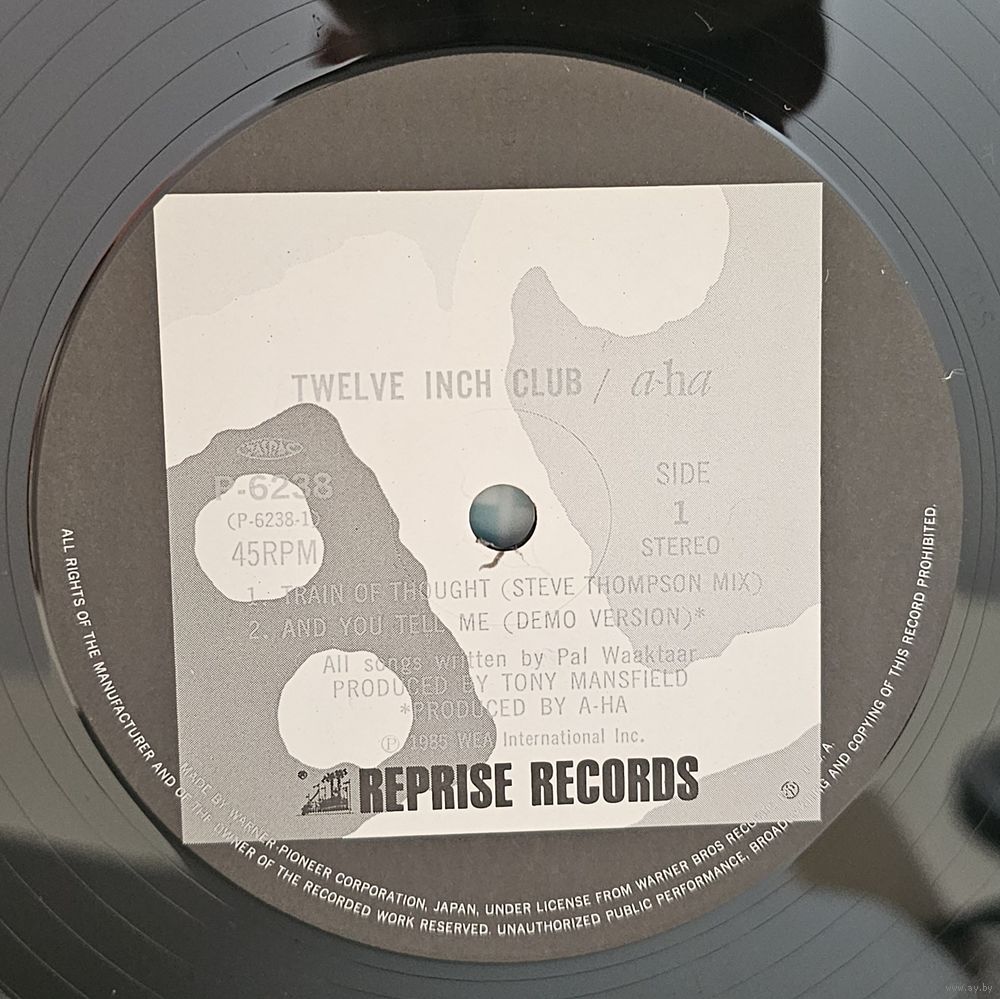 TWELVE INCH CLUB / a-ha
P-6238
(P-6238-1)
45RPM
SIDE
1
STEREO
1. TRAIN OF THOUGHT (STEVE THOMPSON MIX)
2. AND YOU TELL ME (DEMO VERSION)*
All songs written by Pal Waaktaar
PRODUCED BY TONY MANSFIELD
*PRODUCED BY A-HA
Ⓟ 1985 WEA International Inc.
® REPRISE RECORDS
MADE BY WARNER-PIONEER CORPORATION, JAPAN, UNDER LICENSE FROM WARNER BROS
ALL RIGHTS OF THE MANUFACTURER AND OF THE OWNER OF THE RECORDED WORK RESERVED. UNAUTHORIZED PUBLIC PERFORMANCE, BROADCASTING AND COPYING OF THIS RECORD PROHIBITED.
www.ay.by